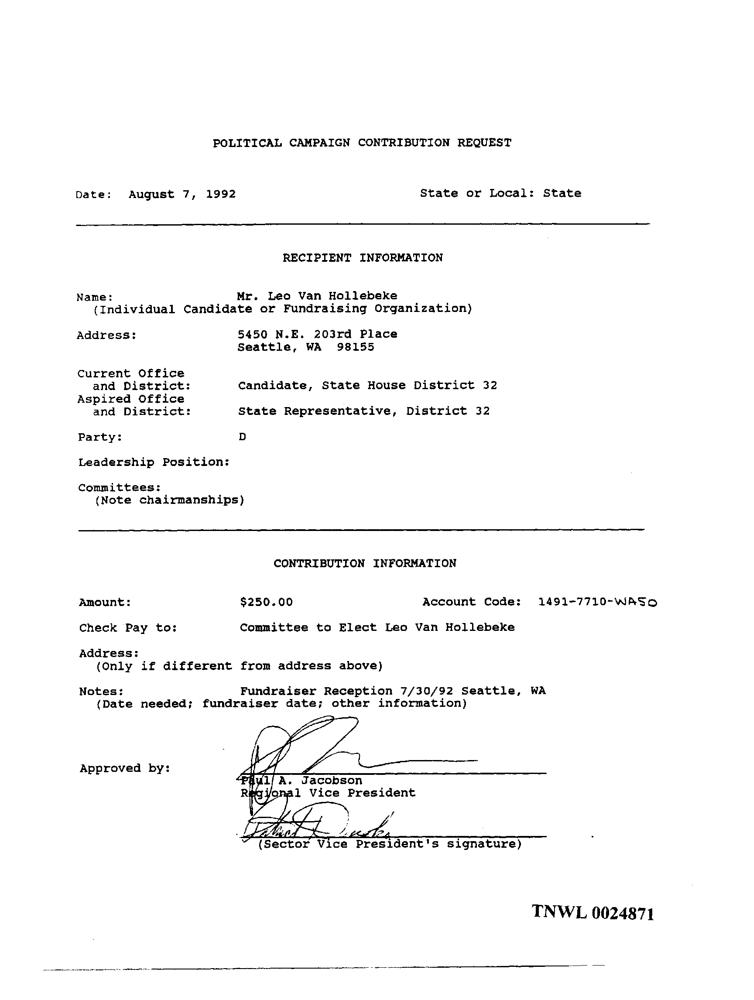 POLITICAL CAMPAIGN CONTRIBUTION REQUEST
Date: August 7, 1992 State or Local: State
RECIPIENT INFORMATION
Name: Mr. Leo Van Hollebeke
(Individual Candidate or Fundraising Organization)
Address: 5450 N.E. 203rd Place
Seattle, WA 98155
Current Office
and District: Candidate, State House District 32
Aspired Office
and District: State Representative, District 32
Party: D
Leadership Position:
Committees:
(Note chairmanships)
CONTRIBUTION INFORMATION
Amount: $250.00 Account Code: 1491-7710-WA50
Check Pay to: Committee to Elect Leo Van Hollebeke
Address:
(Only if different from address above)
Notes: Fundraiser Reception 7/30/92 Seattle, WA
(Date needed; fundraiser date; other information)
Approved by:
Paul A. Jacobson
Regional Vice President
(Sector Vice President's signature)
TNWL 0024871